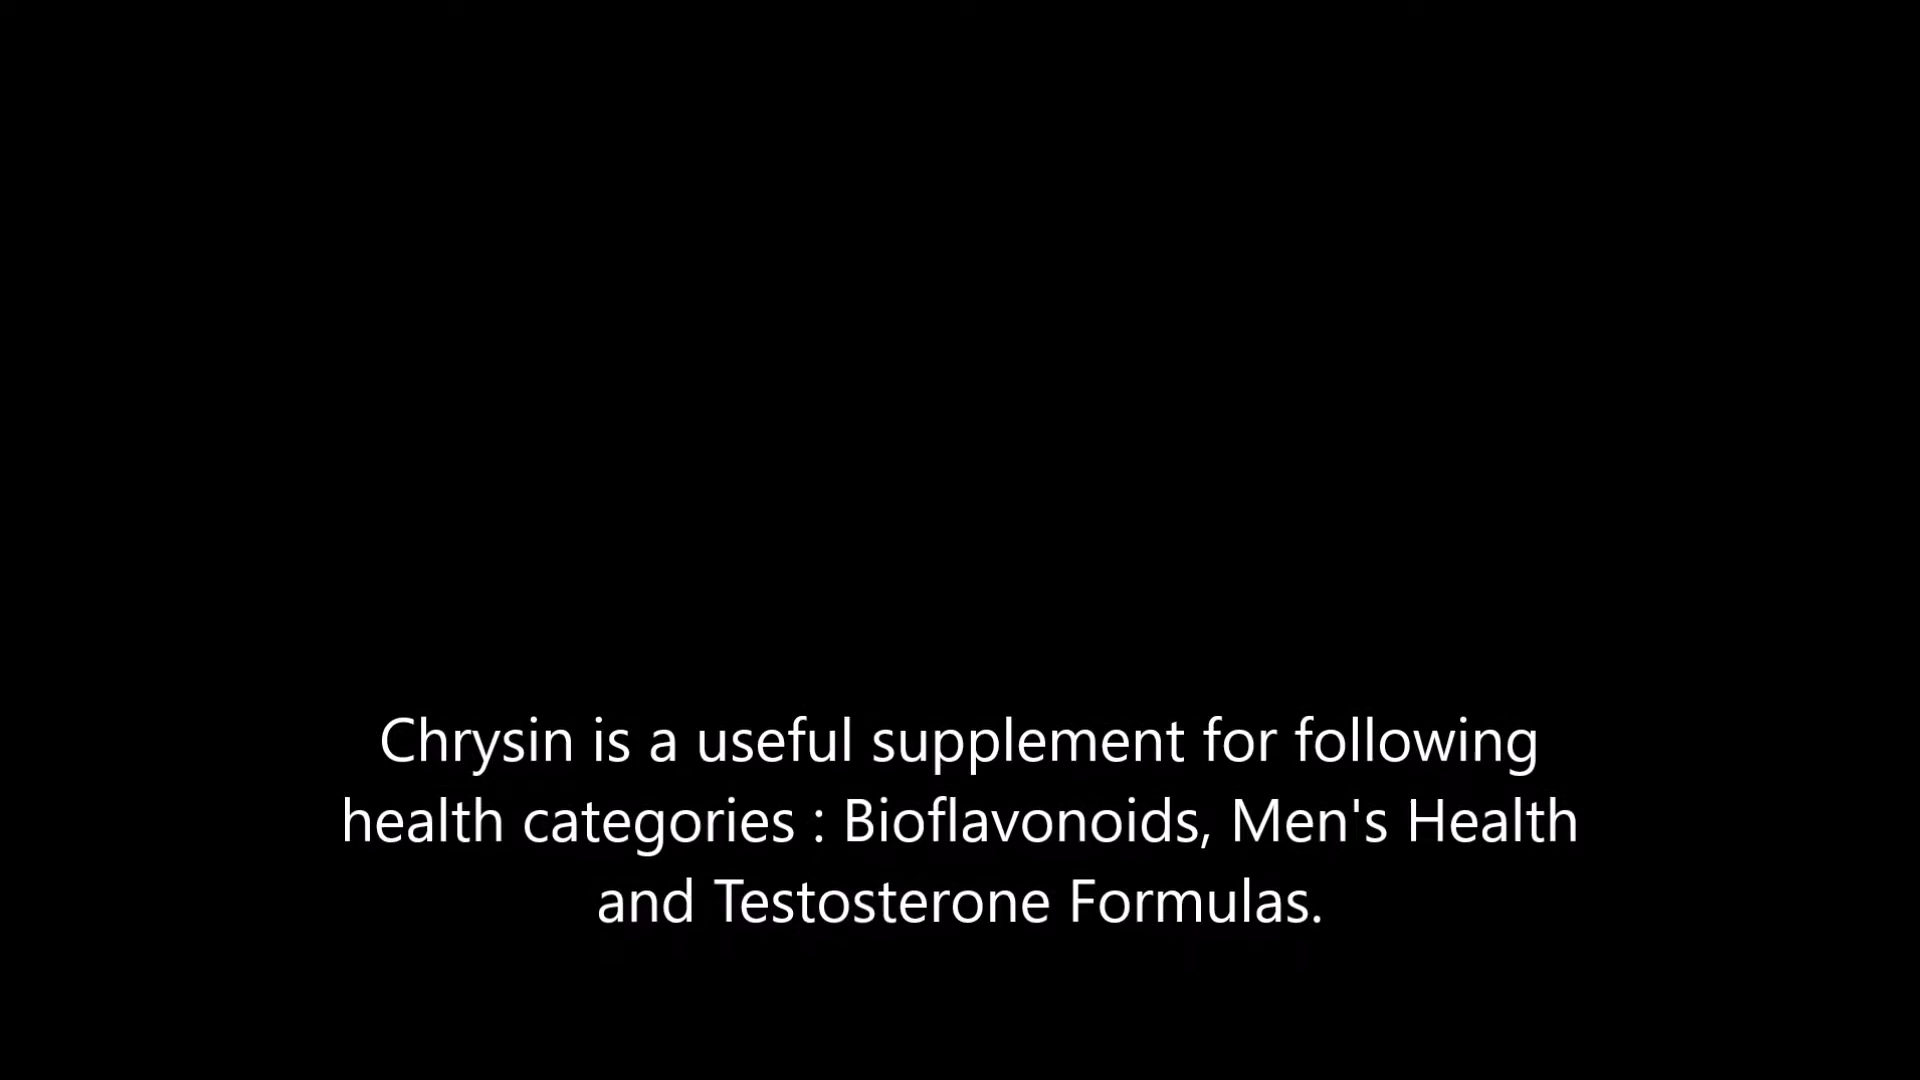 Chrysin is a useful supplement for following
health categories : Bioflavonoids, Men's Health
and Testosterone Formulas.